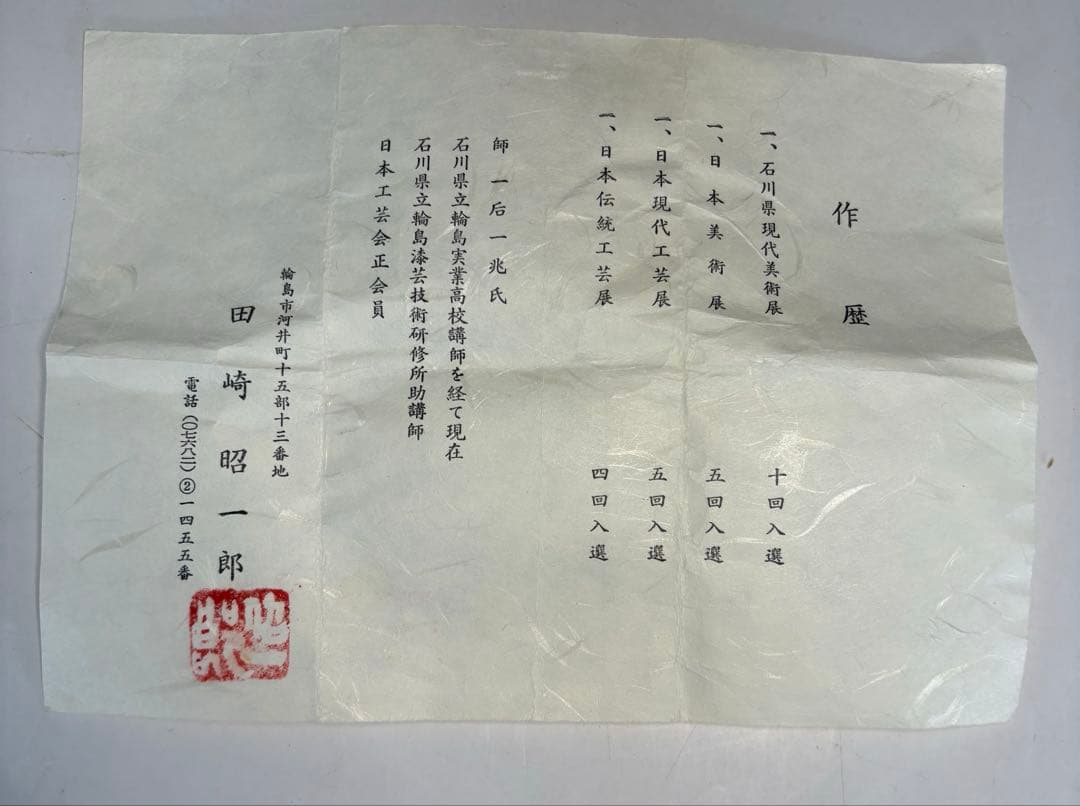 作歴
一、石川県現代美術展 十回入選
一、日本美術展 五回入選
一、日本現代工芸展 五回入選
一、日本伝統工芸展 四回入選
師 一后一兆氏
石川県立輪島実業高校講師を経て現在
石川県立輪島漆芸技術研修所助講師
日本工芸会正会員
輪島市河井町十五部十三番地
田崎昭一郎
電話(〇七六八二)②一四五五番